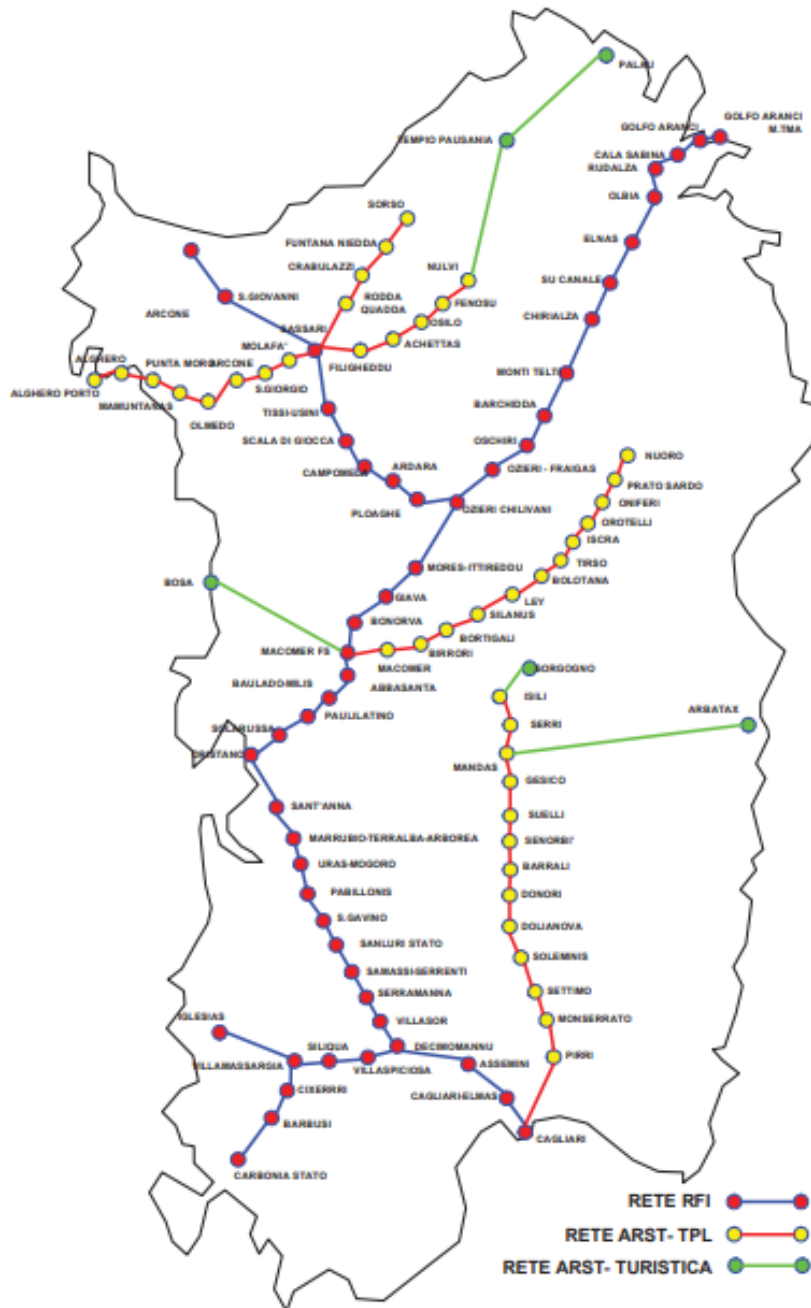 PALAU
GOLFO ARANCI
M.TMA
GOLFO ARANCI
TEMPIO PAUSANIA
CALA SABINA
RUDALZA
OLBIA
SORSO
ELNAS
FUNTANA NIEDDA
CRABULAZZI
NULVI
SU CANALE
S.GIOVANNI
RODDA
QUADDA
FENOSU
ARCONE
OSILO
CHIRIALZA
SASSARI
ACHETTAS
MOLAFA'
FILIGHEDDU
ALGHERO
PUNTA MORO
ARCONE
MONTI TELTI
S.GIORGIO
ALGHERO PORTO
MAMUNTANAS
OLMEDO
BARCHIDDA
TISSI-USINI
SCALA DI GIOCCA
OSCHIRI
NUORO
CAMPOMELA
ARDARA
OZIERI - FRAIGAS
PRATO SARDO
PLOAGHE
OZIERI CHILIVANI
ONIFERI
OROTELLI
ISCRA
MORES-ITTIREDDU
TIRSO
BOSA
BOLOTANA
GIAVA
LEY
SILANUS
BONORVA
BORTIGALI
MACOMER FS
BIRRORI
MACOMER
BORGOGNO
ABBASANTA
BAULADO-MILIS
ISILI
PAULILATINO
ARBATAX
SOLARUSSA
SERRI
ORISTANO
MANDAS
GESICO
SANT'ANNA
SUELLI
MARRUBIO-TERRALBA-ARBOREA
SENORBI'
URAS-MOGORO
BARRALI
PABILLONIS
DONORI
S.GAVINO
DOLIANOVA
SANLURI STATO
SOLEMINIS
SAMASSI-SERRENTI
SETTIMO
SERRAMANNA
IGLESIAS
VILLASOR
MONSERRATO
SILIQUA
DECIMOMANNU
VILLAMASSARGIA
VILLASPICIOSA
ASSEMINI
PIRRI
CIXERRRI
CAGLIARI-ELMAS
BARBUSI
CAGLIARI
CARBONIA STATO
RETE RFI
RETE ARST- TPL
RETE ARST- TURISTICA